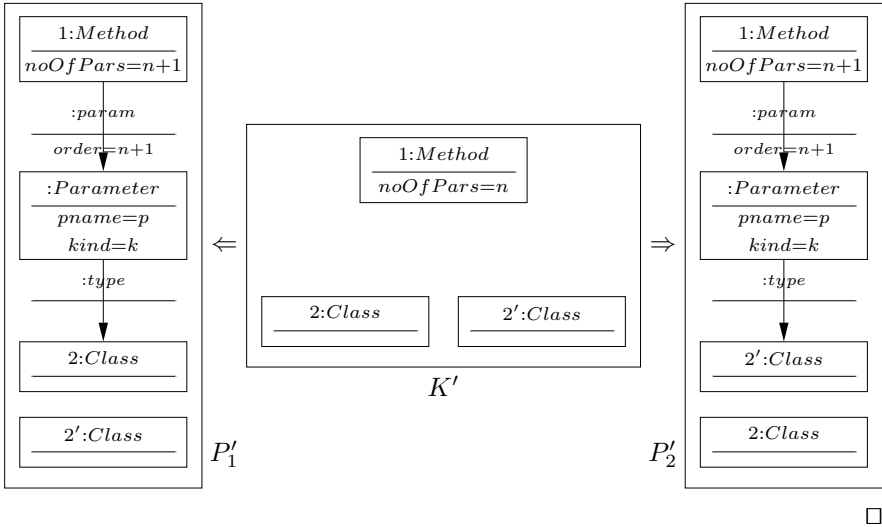 1:Method
noOfPars=n+1
:param
order=n+1
:Parameter
pname=p
kind=k
:type
2:Class
2′:Class
P′1
⇐
1:Method
noOfPars=n
2:Class
2′:Class
K′
⇒
1:Method
noOfPars=n+1
:param
order=n+1
:Parameter
pname=p
kind=k
:type
2′:Class
2:Class
P′2
□